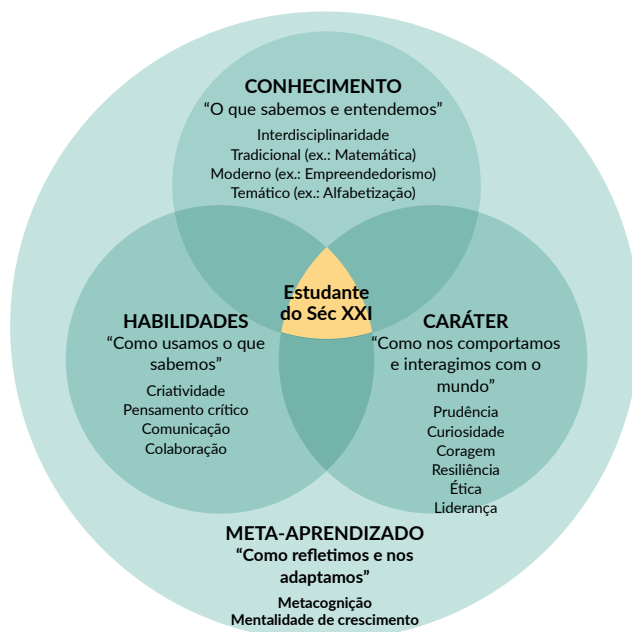 CONHECIMENTO
“O que sabemos e entendemos”
Interdisciplinaridade
Tradicional (ex.: Matemática)
Moderno (ex.: Empreendedorismo)
Temático (ex.: Alfabetização)
Estudante
do Séc XXI
HABILIDADES
“Como usamos o que
sabemos”
Criatividade
Pensamento crítico
Comunicação
Colaboração
CARÁTER
“Como nos comportamos
e interagimos com o
mundo”
Prudência
Curiosidade
Coragem
Resiliência
Ética
Liderança
META-APRENDIZADO
“Como refletimos e nos
adaptamos”
Metacognição
Mentalidade de crescimento